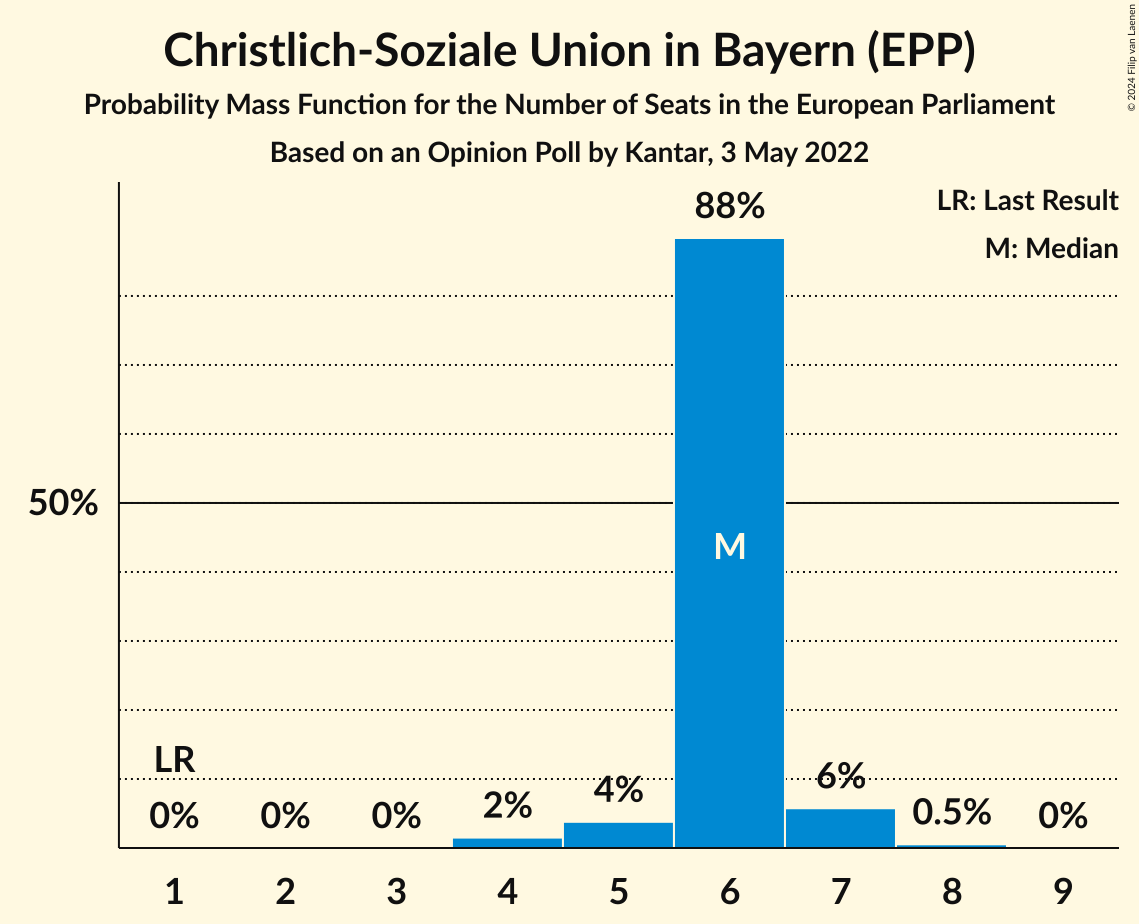 Christlich-Soziale Union in Bayern (EPP)
Probability Mass Function for the Number of Seats in the European Parliament
Based on an Opinion Poll by Kantar, 3 May 2022
© 2024 Filip van Laenen
LR: Last Result
M: Median
88%
50%
M
LR
0% 0% 0% 2% 4% 6% 0.5% 0%
1 2 3 4 5 6 7 8 9